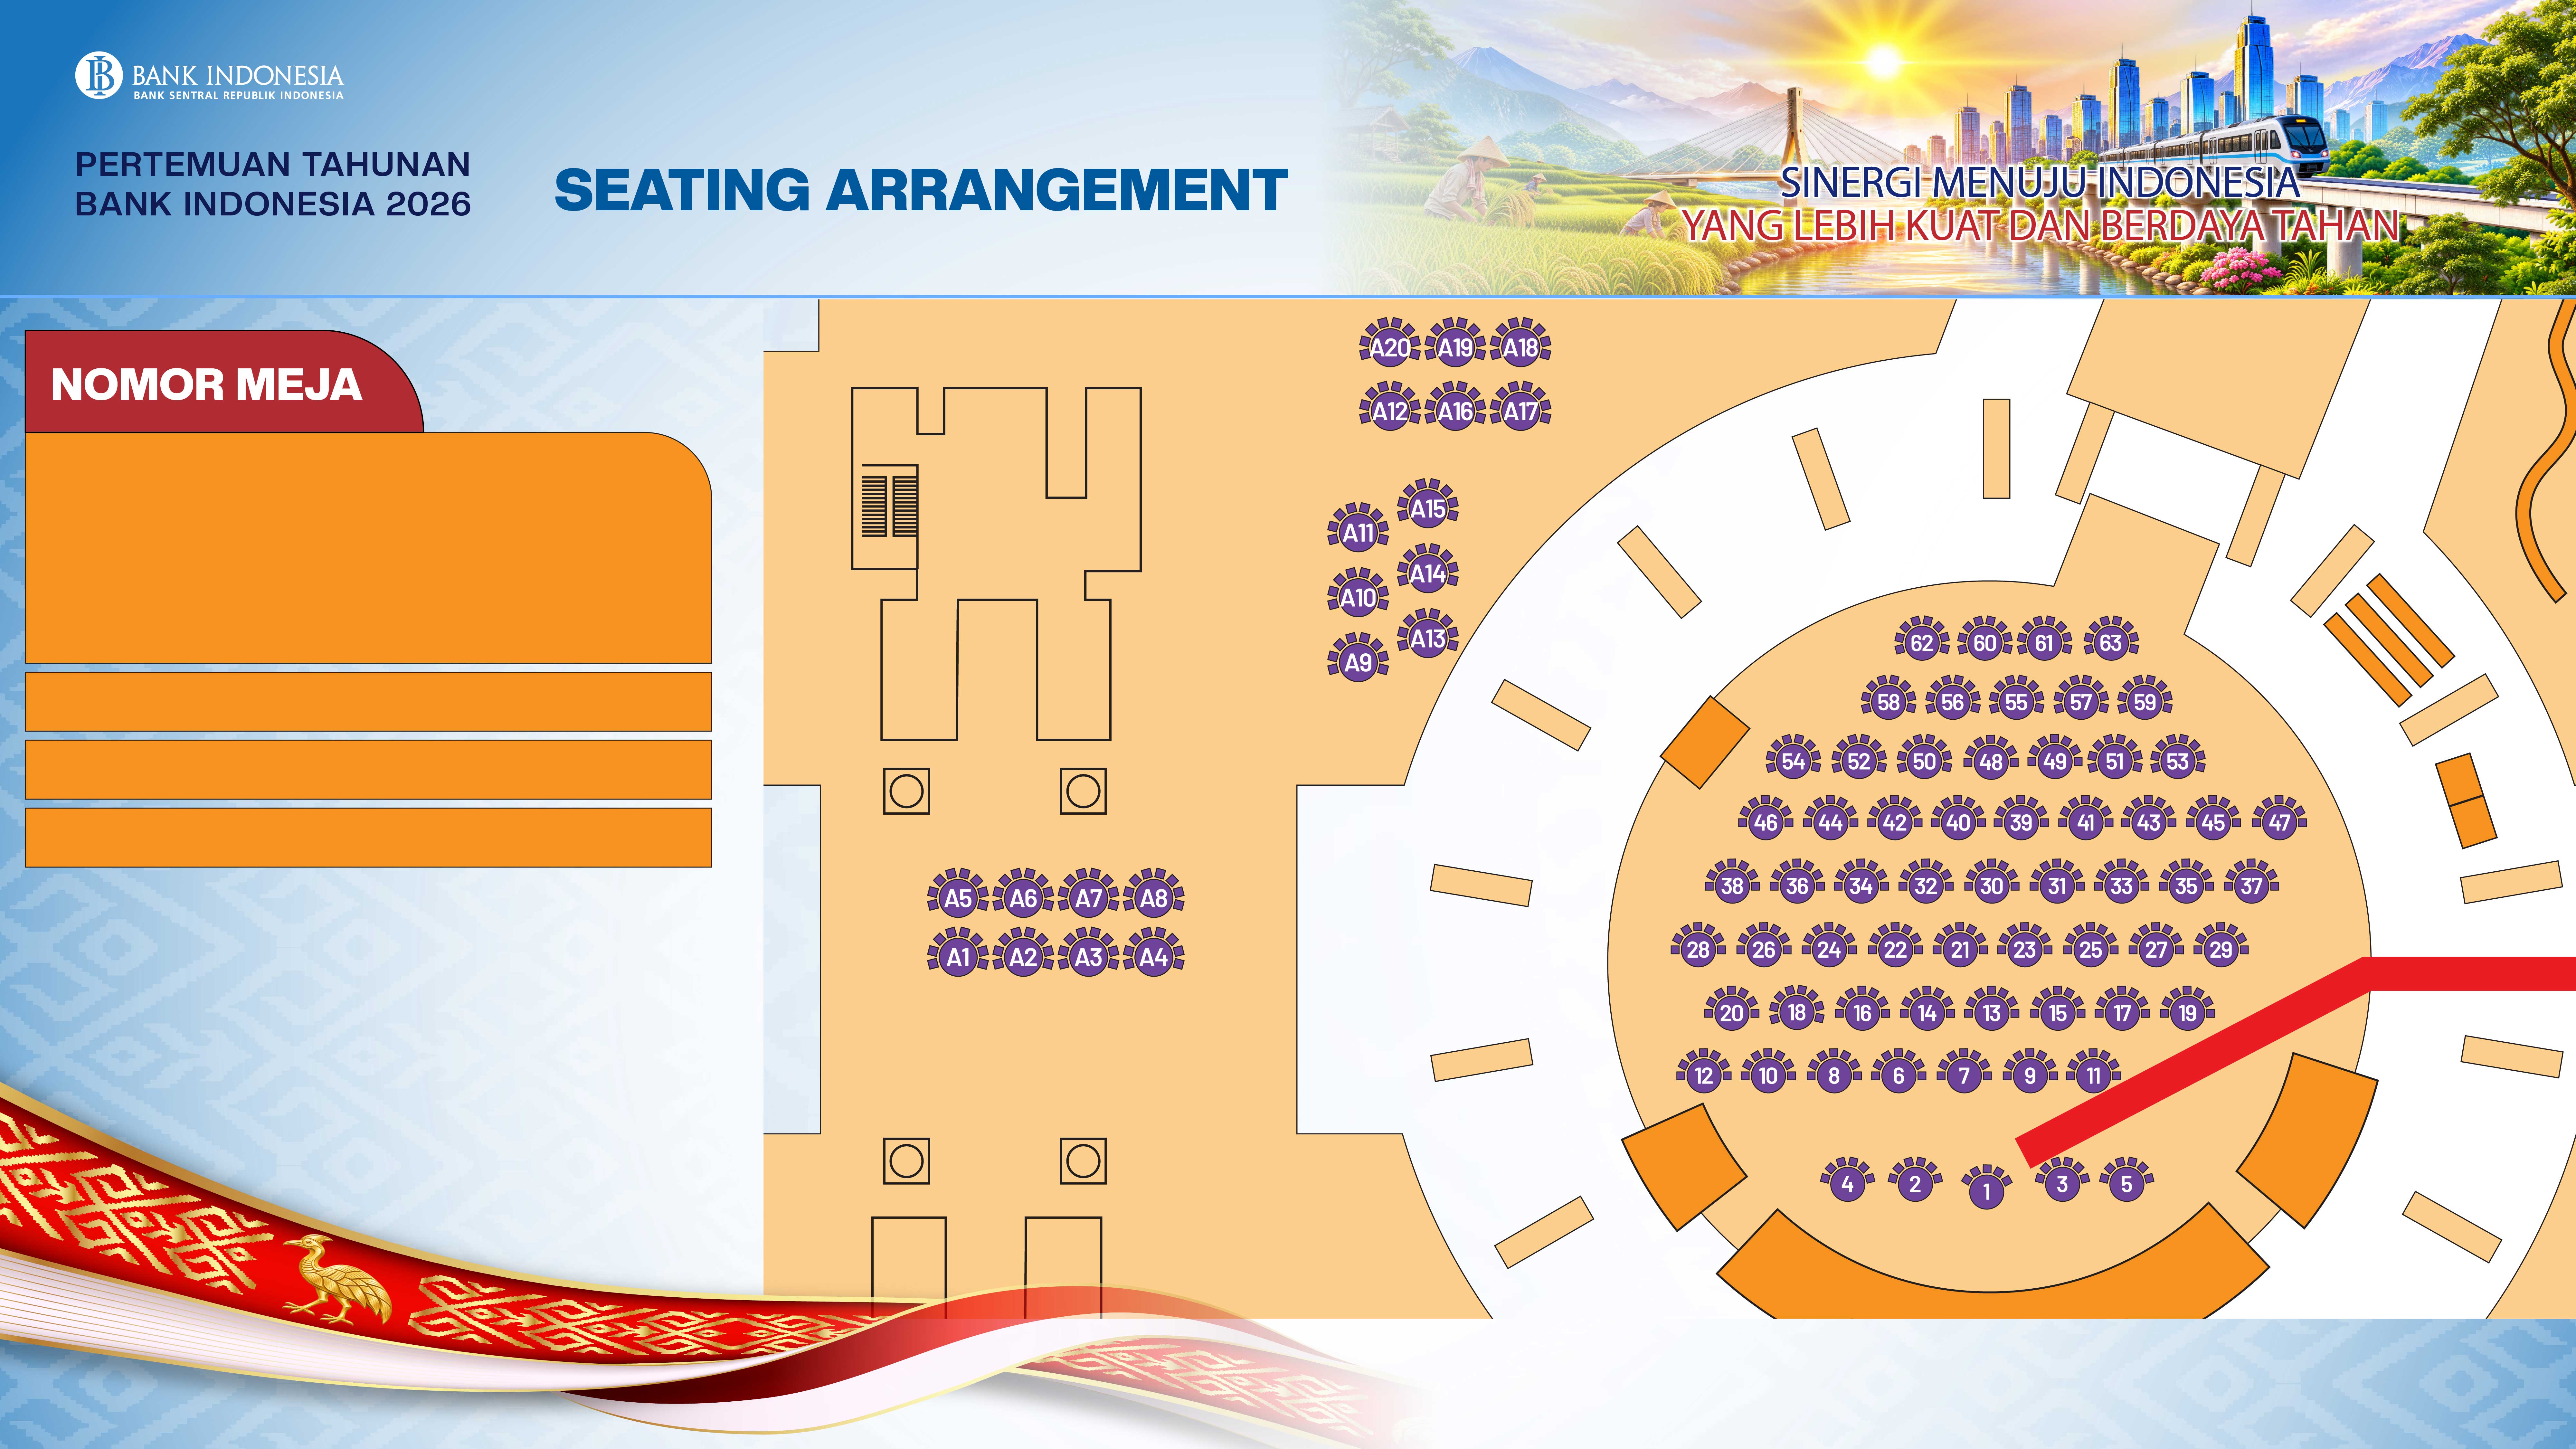 BANK INDONESIA
BANK SENTRAL REPUBLIK INDONESIA
PERTEMUAN TAHUNAN
BANK INDONESIA 2026
SEATING ARRANGEMENT
SINERGI MENUJU INDONESIA
YANG LEBIH KUAT DAN BERDAYA TAHAN
NOMOR MEJA
A20 A19 A18
A12 A16 A17
A15
A11
A14
A10
A13
A9
A5 A6 A7 A8
A1 A2 A3 A4
62 60 61 63
58 56 55 57 59
54 52 50 48 49 51 53
46 44 42 40 39 41 43 45 47
38 36 34 32 30 31 33 35 37
28 26 24 22 21 23 25 27 29
20 18 16 14 13 15 17 19
12 10 8 6 7 9 11
4 2 1 3 5